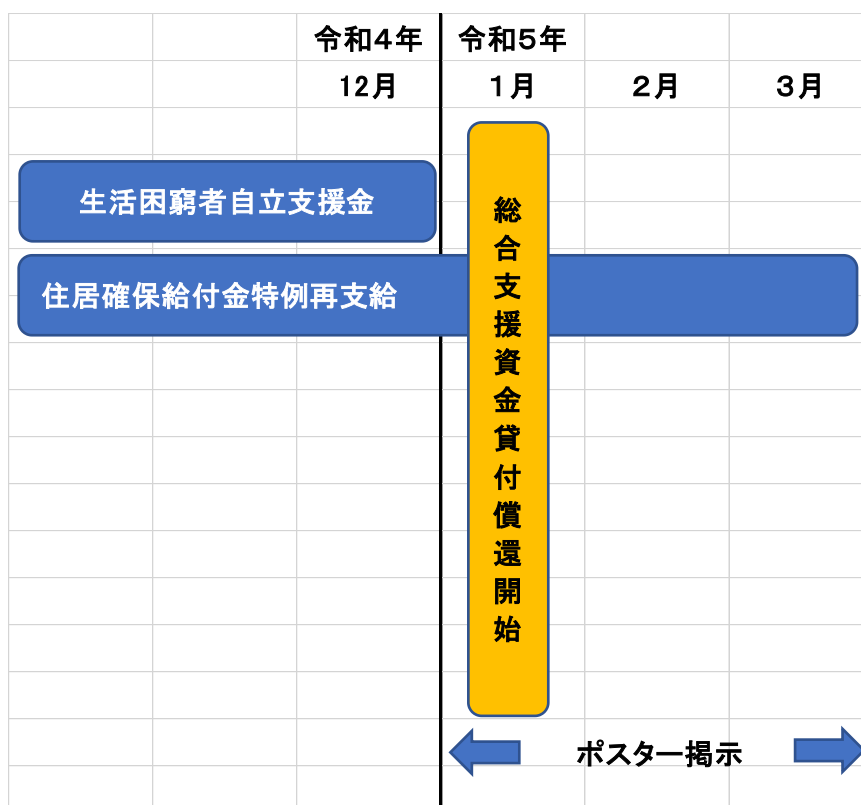 令和４年 令和５年
12月 １月 ２月 ３月
生活困窮者自立支援金
住居確保給付金特例再支給
総合支援資金貸付償還開始
ポスター掲示